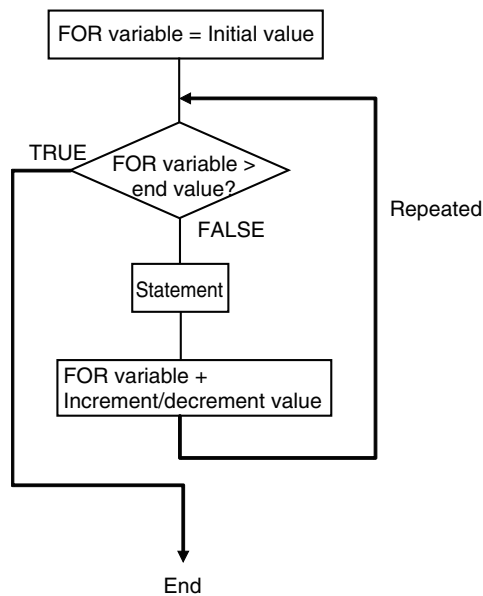 FOR variable = Initial value
TRUE
FOR variable >
end value?
Repeated
FALSE
Statement
FOR variable +
Increment/decrement value
End